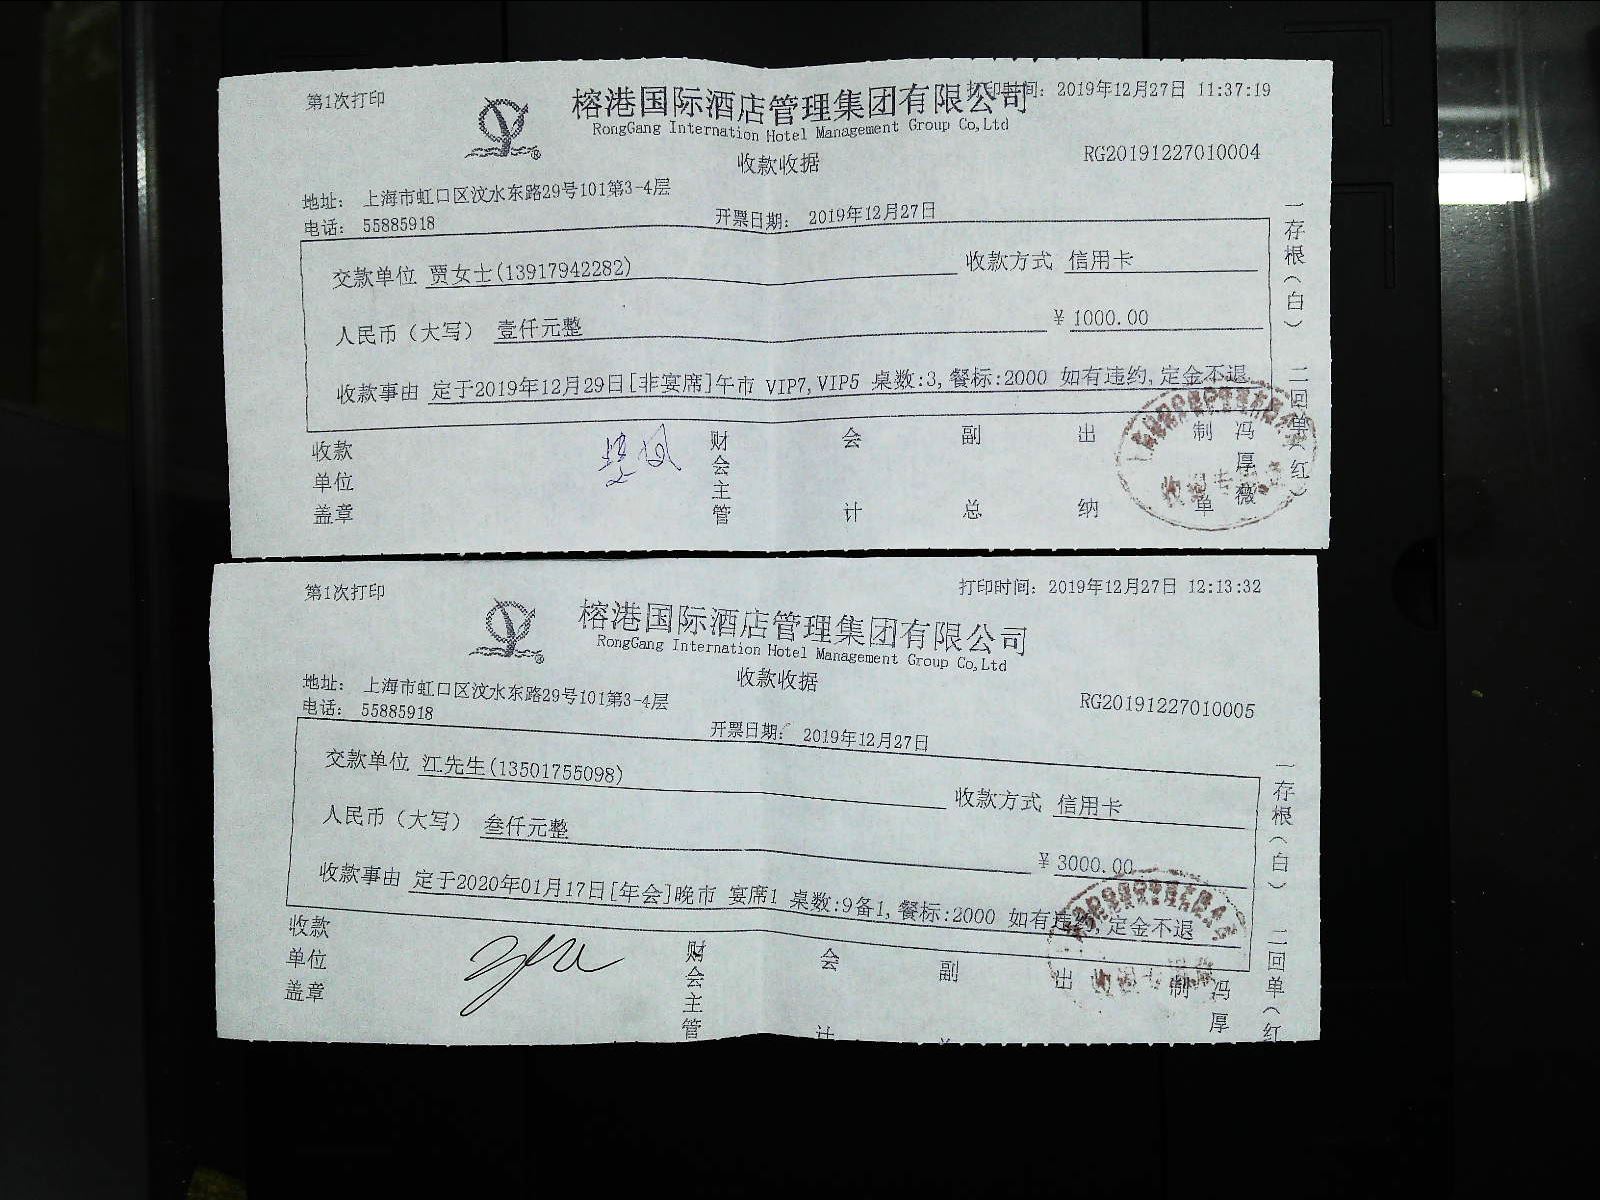 第1次打印
打印时间：2019年12月27日 11:37:19
榕港国际酒店管理集团有限公司
RongGang Internation Hotel Management Group Co,Ltd
收款收据
RG20191227010004
地址： 上海市虹口区汶水东路29号101第3-4层
电话： 55885918
开票日期： 2019年12月27日
交款单位 贾女士(13917942282) 收款方式 信用卡
人民币（大写） 壹仟元整 ¥ 1000.00
收款事由 定于2019年12月29日[非宴席]午市 VIP7,VIP5 桌数:3,餐标:2000 如有违约,定金不退
收款单位盖章 财会主管 会计 副总 出纳 制单 冯厚薇
一存根（白） 二回单（红）
第1次打印
打印时间：2019年12月27日 12:13:32
榕港国际酒店管理集团有限公司
RongGang Internation Hotel Management Group Co,Ltd
收款收据
RG20191227010005
地址： 上海市虹口区汶水东路29号101第3-4层
电话： 55885918
开票日期： 2019年12月27日
交款单位 江先生(13501755098) 收款方式 信用卡
人民币（大写） 叁仟元整 ¥ 3000.00
收款事由 定于2020年01月17日[年会]晚市 宴席1 桌数:9备1,餐标:2000 如有违约,定金不退
收款单位盖章 财会主管 会计 副 出 制 冯厚
一存根（白） 二回单（红